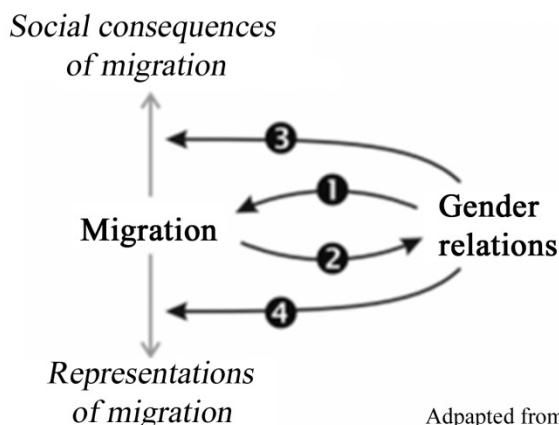 Social consequences
of migration
3
1
Migration
Gender
relations
2
4
Representations
of migration
Adpapted from